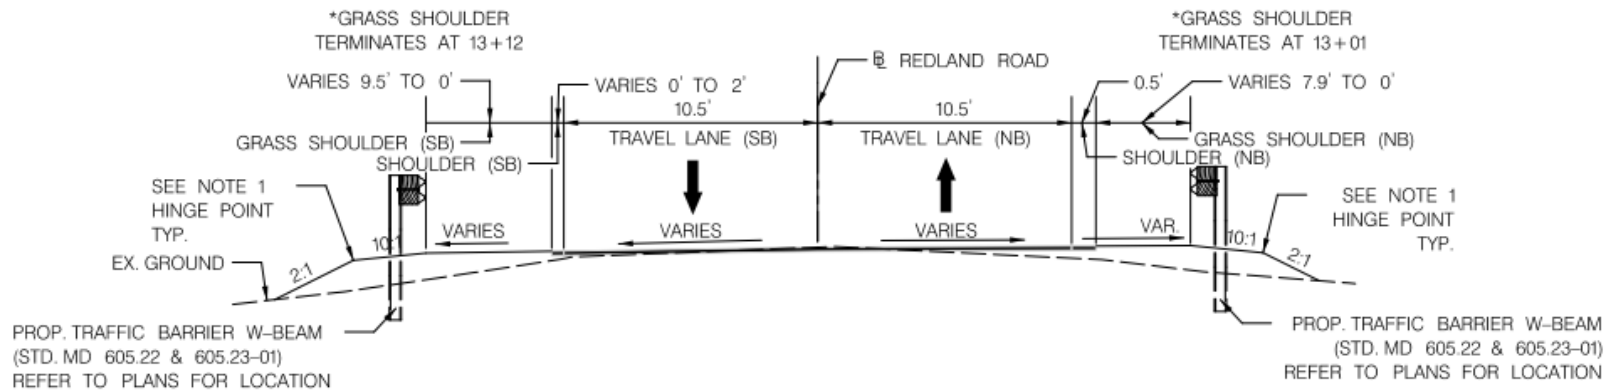 *GRASS SHOULDER
TERMINATES AT 13+12
*GRASS SHOULDER
TERMINATES AT 13+01
VARIES 9.5' TO 0'
VARIES 0' TO 2'
℄ REDLAND ROAD
0.5'
VARIES 7.9' TO 0'
10.5'
10.5'
GRASS SHOULDER (SB)
SHOULDER (SB)
TRAVEL LANE (SB)
TRAVEL LANE (NB)
GRASS SHOULDER (NB)
SHOULDER (NB)
SEE NOTE 1
HINGE POINT
TYP.
SEE NOTE 1
HINGE POINT
TYP.
VARIES
VARIES
VARIES
VAR.
10:1
10:1
2:1
2:1
EX. GROUND
PROP. TRAFFIC BARRIER W-BEAM
(STD. MD 605.22 & 605.23-01)
REFER TO PLANS FOR LOCATION
PROP. TRAFFIC BARRIER W-BEAM
(STD. MD 605.22 & 605.23-01)
REFER TO PLANS FOR LOCATION